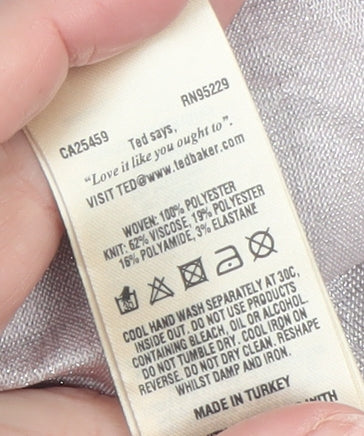 CA25459 RN95229
Ted says,
"Love it like you ought to".
VISIT TED@www.tedbaker.com
WOVEN: 100% POLYESTER
KNIT: 62% VISCOSE, 19% POLYESTER
16% POLYAMIDE, 3% ELASTANE
COOL HAND WASH SEPARATELY AT 30C,
INSIDE OUT. DO NOT USE PRODUCTS
CONTAINING BLEACH, OIL OR ALCOHOL.
DO NOT TUMBLE DRY. COOL IRON ON
REVERSE. DO NOT DRY CLEAN. RESHAPE
WHILST DAMP AND IRON.
MADE IN TURKEY
WITH